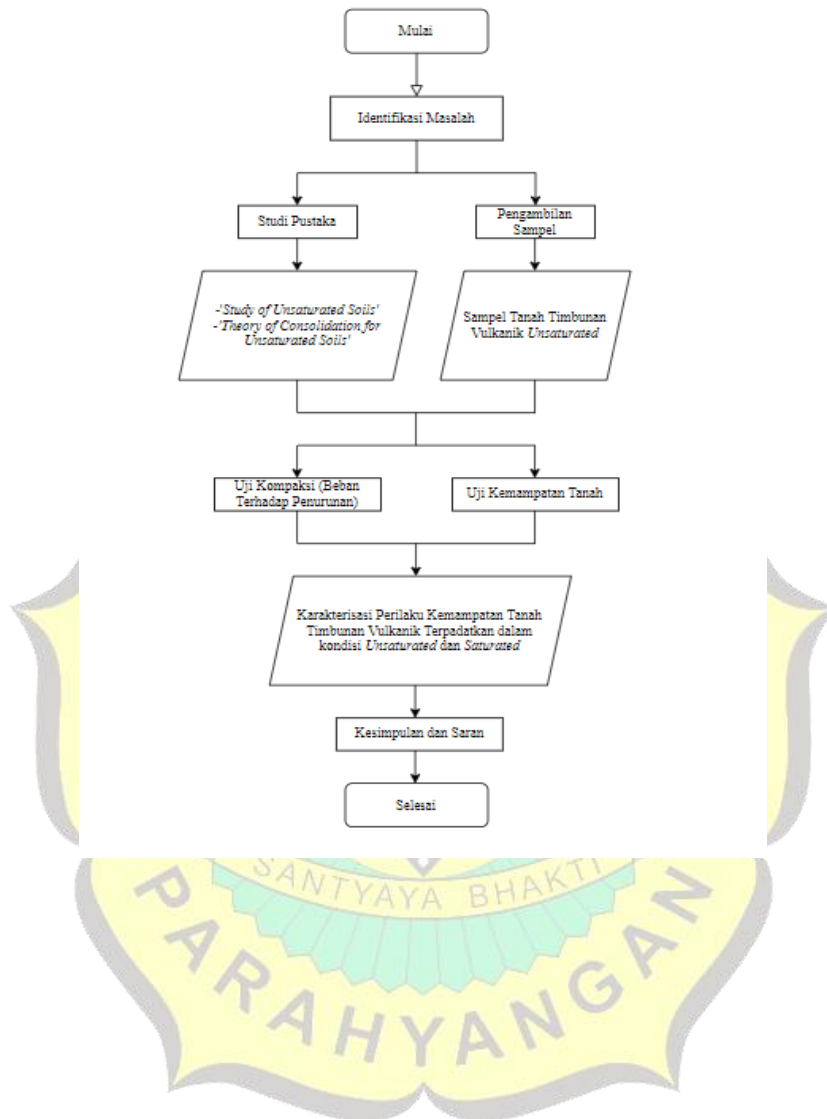 Mulai
Identifikasi Masalah
Studi Pustaka
Pengambilan
Sampel
-'Study of Unsaturated Soils'
-'Theory of Consolidation for
Unsaturated Soils'
Sampel Tanah Timbunan
Vulkanik Unsaturated
Uji Kompaksi (Beban
Terhadap Penurunan)
Uji Kemampatan Tanah
Karakterisasi Perilaku Kemampatan Tanah
Timbunan Vulkanik Terpadatkan dalam
kondisi Unsaturated dan Saturated
Kesimpulan dan Saran
Selesai
SANTYAYA BHAKTI
PARAHYANGAN